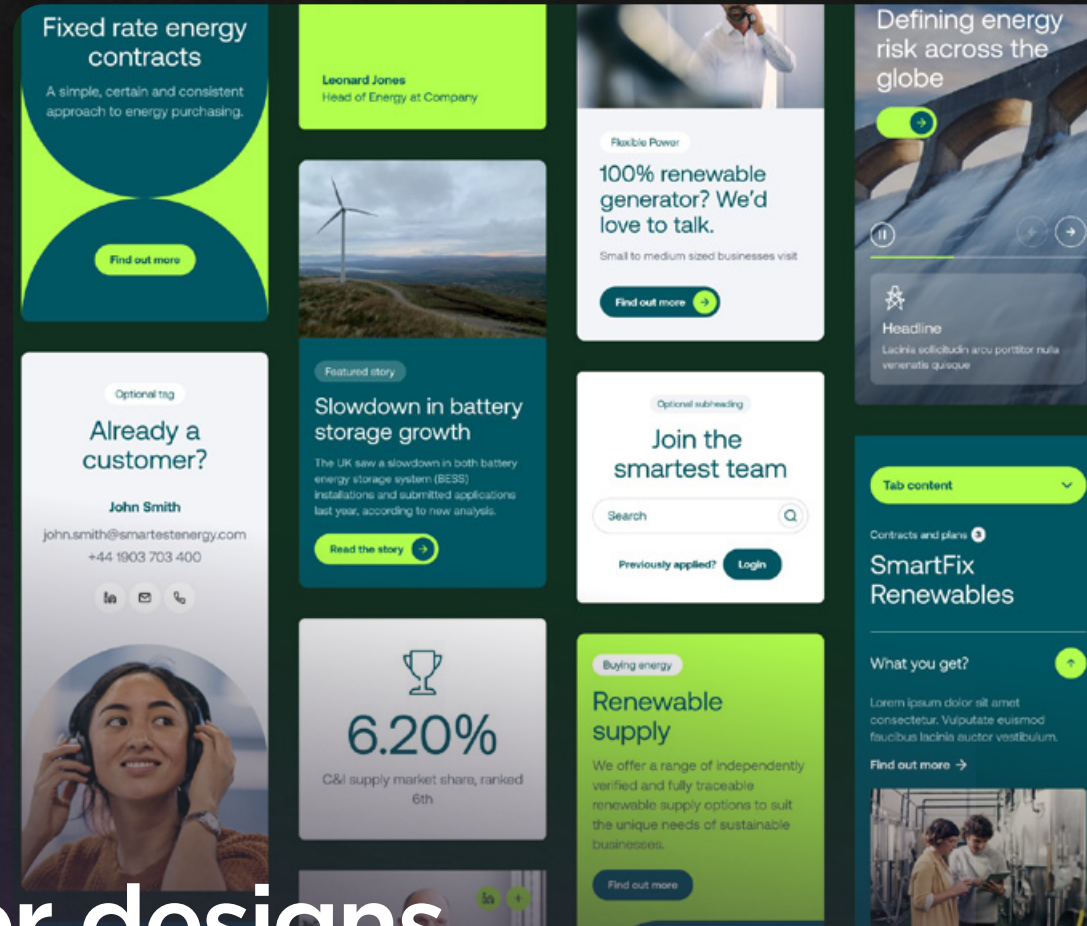 Fixed rate energy
contracts
A simple, certain and consistent
approach to energy purchasing.
Find out more
Optional tag
Already a
customer?
John Smith
john.smith@smartestenergy.com
+44 1903 703 400
in
Leonard Jones
Head of Energy at Company
Featured story
Slowdown in battery
storage growth
The UK saw a slowdown in both battery
energy storage system (BESS)
installations and submitted applications
last year, according to new analysis.
Read the story
6.20%
C&I supply market share, ranked
6th
in
Flexible Power
100% renewable
generator? We'd
love to talk.
Small to medium sized businesses visit
Find out more
Optional subheading
Join the
smartest team
Search
Previously applied? Login
Buying energy
Renewable
supply
We offer a range of independently
verified and fully traceable
renewable supply options to suit
the unique needs of sustainable
businesses.
Find out more
Defining energy
risk across the
globe
Headline
Lacinia sollicitudin arcu porttitor nulla
venenatis quisque
Tab content
Contracts and plans 3
SmartFix
Renewables
What you get?
Lorem ipsum dolor sit amet
consectetur. Vulputate euismod
faucibus lacinia auctor vestibulum.
Find out more
designs